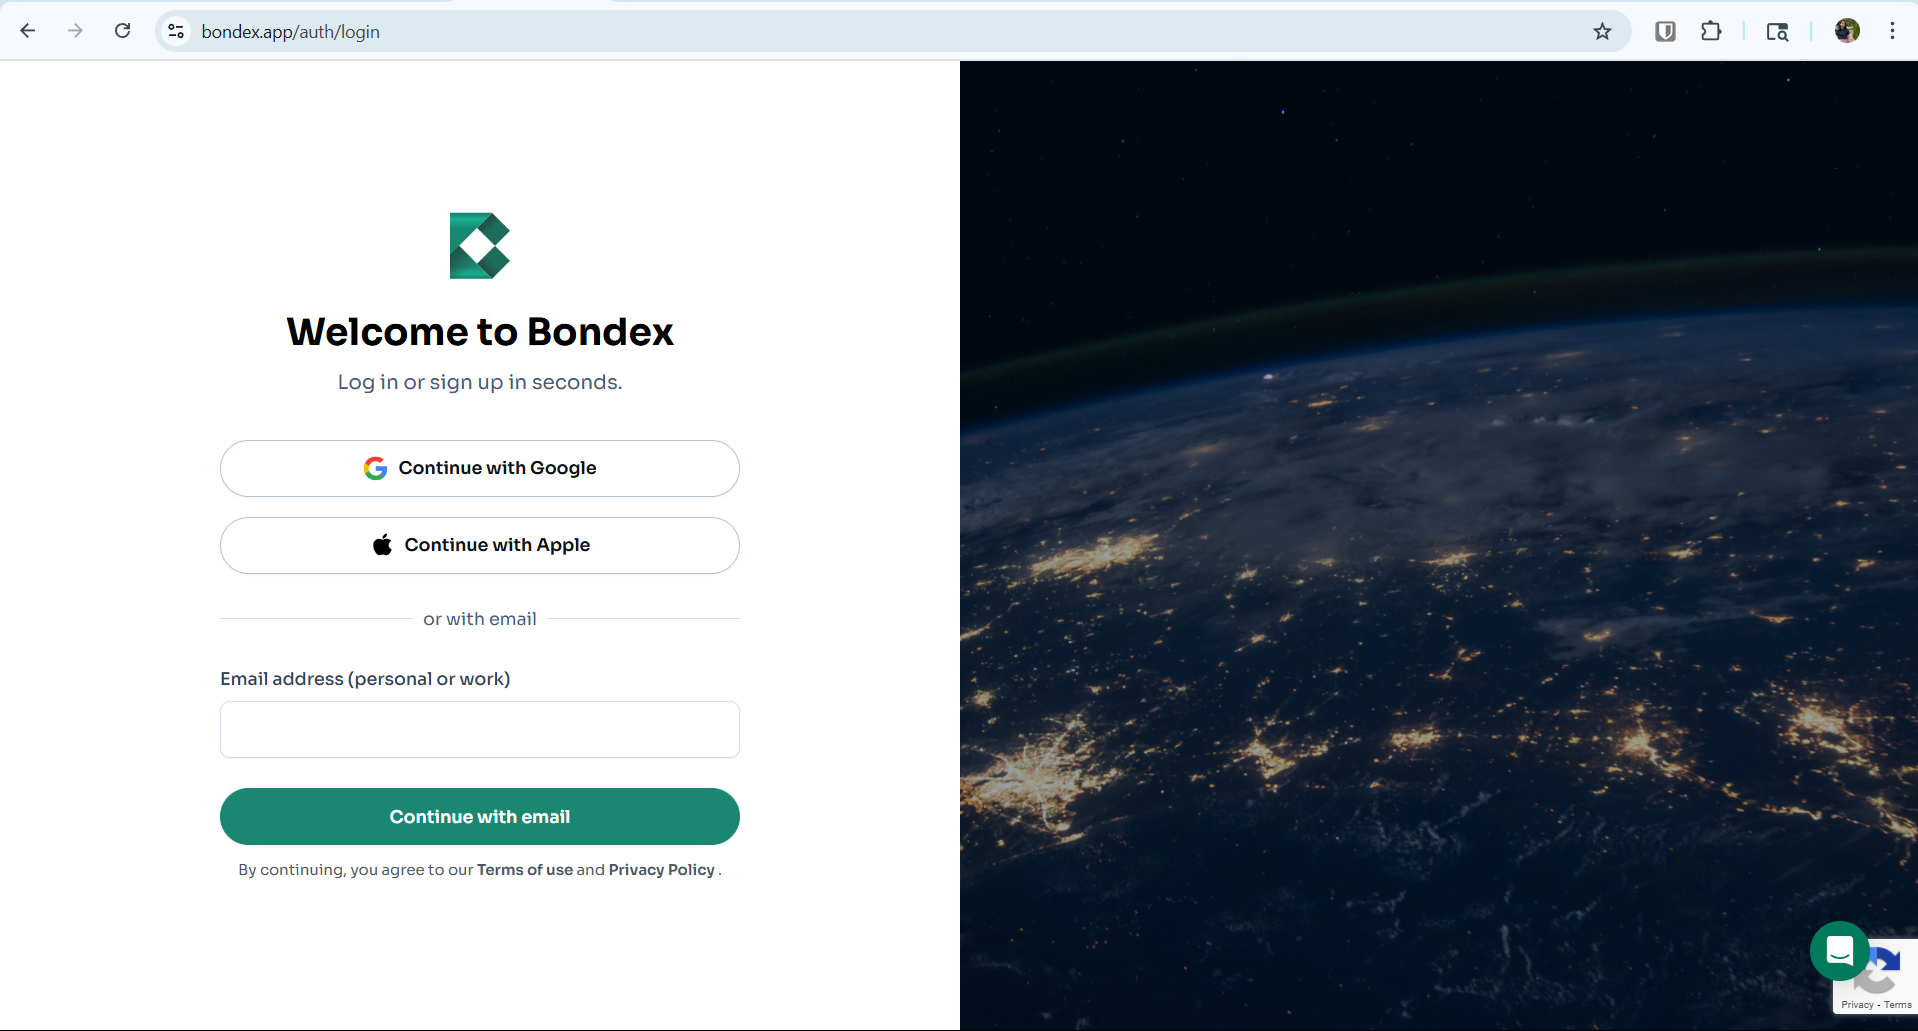 bondex.app/auth/login
Welcome to Bondex
Log in or sign up in seconds.
Continue with Google
Continue with Apple
or with email
Email address (personal or work)
Continue with email
By continuing, you agree to our Terms of use and Privacy Policy .
Privacy - Terms